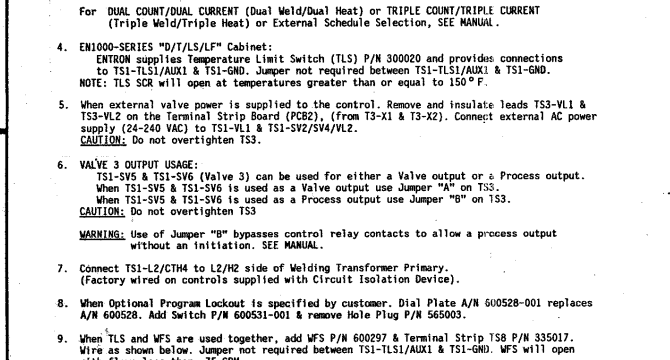 For DUAL COUNT/DUAL CURRENT (Dual Weld/Dual Heat) or TRIPLE COUNT/TRIPLE CURRENT
(Triple Weld/Triple Heat) or External Schedule Selection, SEE MANUAL.
4. EN1000-SERIES "D/T/LS/LF" Cabinet:
ENTRON supplies Temperature Limit Switch (TLS) P/N 300020 and provides connections
to TS1-TLS1/AUX1 & TS1-GND. Jumper not required between TS1-TLS1/AUX1 & TS1-GND.
NOTE: TLS SCR will open at temperatures greater than or equal to 150°F.
5. When external valve power is supplied to the control. Remove and insulate leads TS3-VL1 &
TS3-VL2 on the Terminal Strip Board (PCB2), (from T3-X1 & T3-X2). Connect external AC power
supply (24-240 VAC) to TS1-VL1 & TS1-SV2/SV4/VL2.
CAUTION: Do not overtighten TS3.
6. VALVE 3 OUTPUT USAGE:
TS1-SV5 & TS1-SV6 (Valve 3) can be used for either a Valve output or a Process output.
When TS1-SV5 & TS1-SV6 is used as a Valve output use Jumper "A" on TS3.
When TS1-SV5 & TS1-SV6 is used as a Process output use Jumper "B" on TS3.
CAUTION: Do not overtighten TS3
WARNING: Use of Jumper "B" bypasses control relay contacts to allow a process output
without an initiation. SEE MANUAL.
7. Connect TS1-L2/CTH4 to L2/H2 side of Welding Transformer Primary.
(Factory wired on controls supplied with Circuit Isolation Device).
8. When Optional Program Lockout is specified by customer. Dial Plate A/N 600528-001 replaces
A/N 600528. Add Switch P/N 600531-001 & remove Hole Plug P/N 565003.
9. When TLS and WFS are used together, add WFS P/N 600297 & Terminal Strip TS8 P/N 335017.
Wire as shown below. Jumper not required between TS1-TLS1/AUX1 & TS1-GND. WFS will open